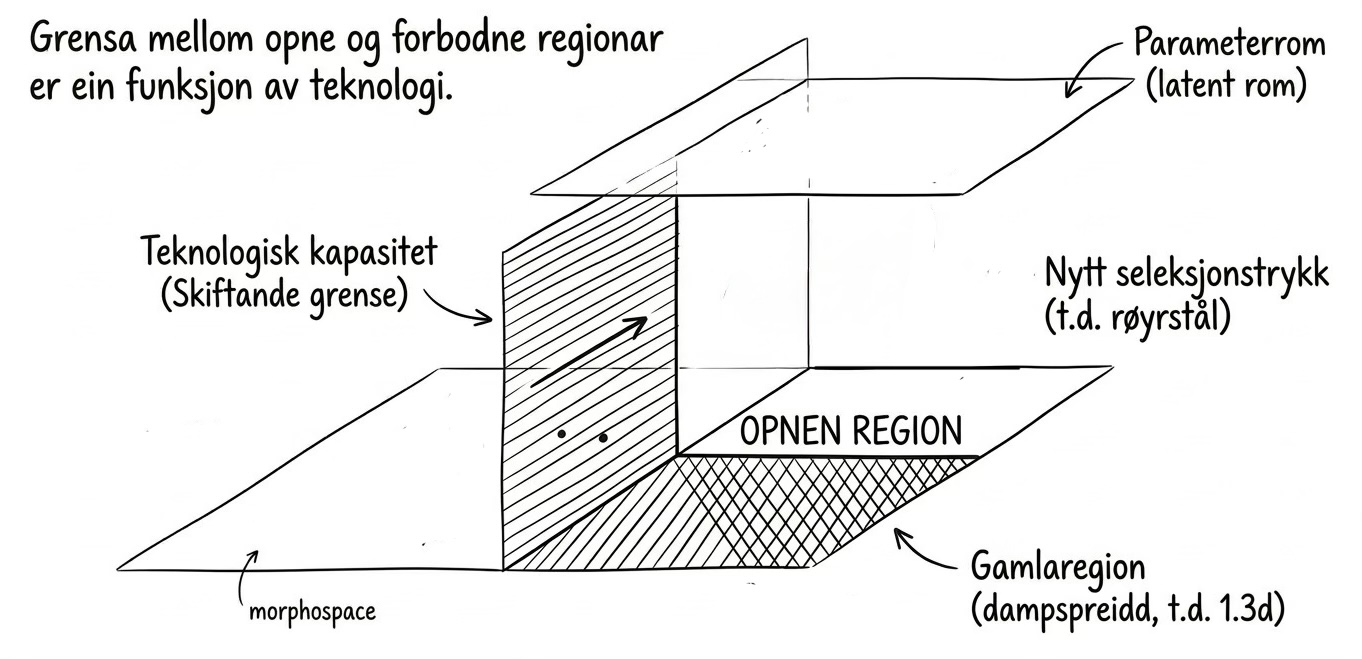 Grensa mellom opne og forbodne regionar
er ein funksjon av teknologi.
Parameterrom
(latent rom)
Teknologisk kapasitet
(Skiftande grense)
Nytt seleksjonstrykk
(t.d. røyrstål)
OPNEN REGION
Gamlaregion
(dampspreidd, t.d. 1.3d)
morphospace